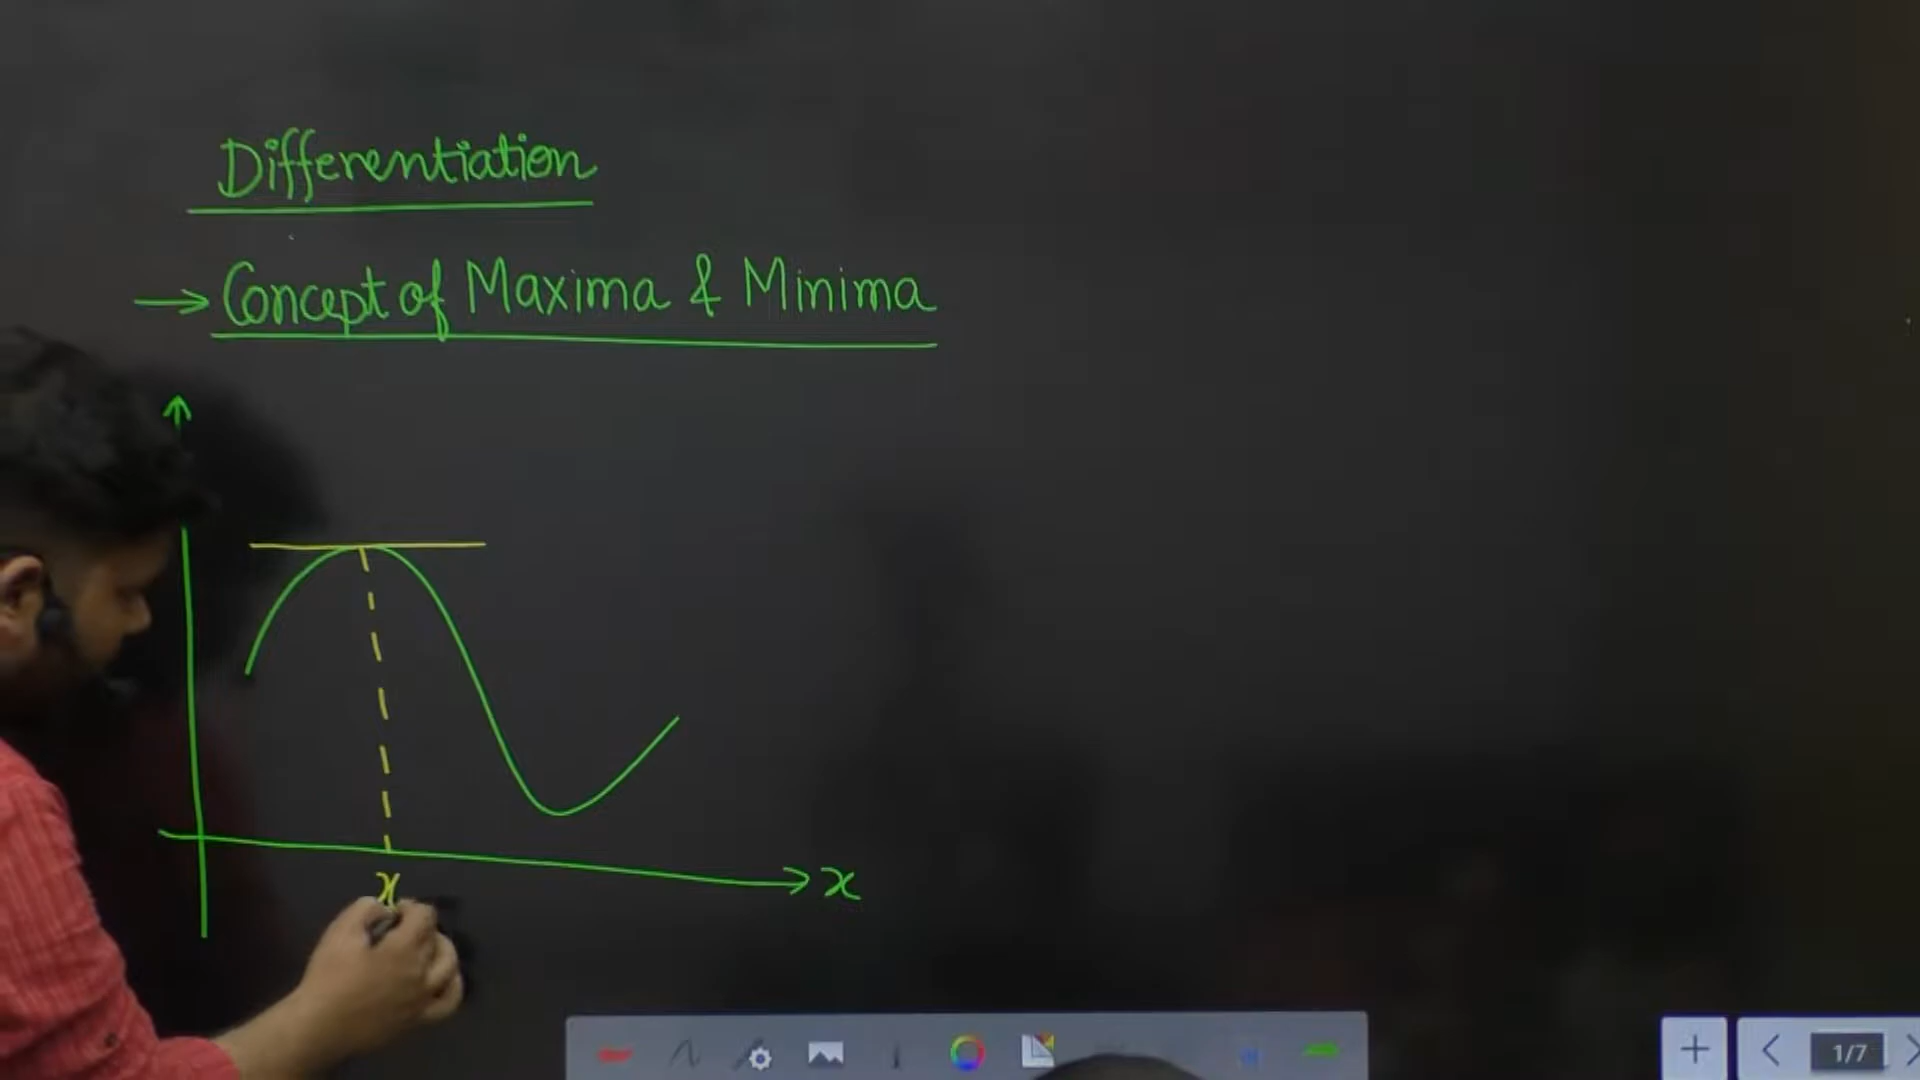 Differentiation
→ Concept of Maxima & Minima
x
x
1/7